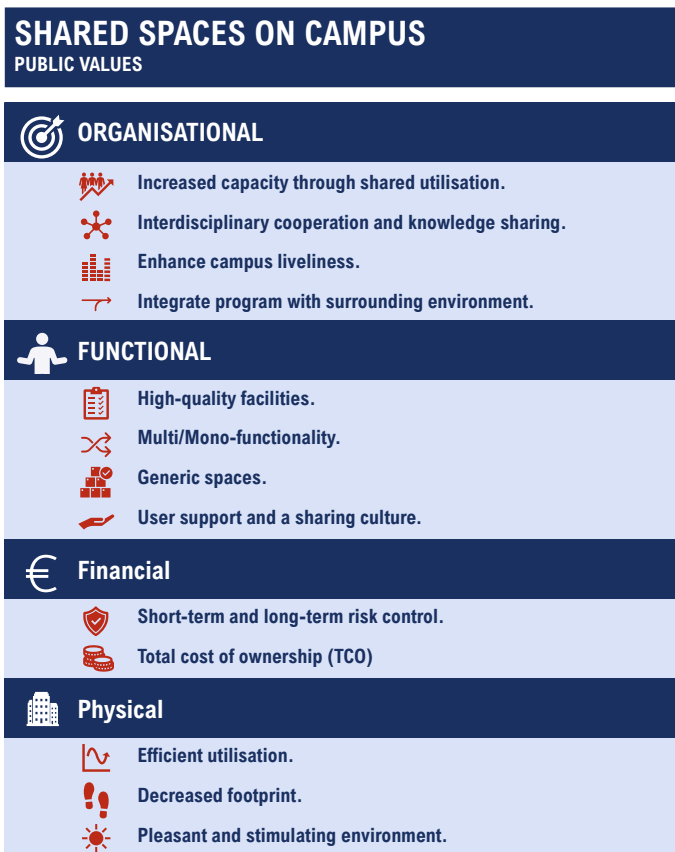 SHARED SPACES ON CAMPUS
PUBLIC VALUES
ORGANISATIONAL
Increased capacity through shared utilisation.
Interdisciplinary cooperation and knowledge sharing.
Enhance campus liveliness.
Integrate program with surrounding environment.
FUNCTIONAL
High-quality facilities.
Multi/Mono-functionality.
Generic spaces.
User support and a sharing culture.
Financial
Short-term and long-term risk control.
Total cost of ownership (TCO)
Physical
Efficient utilisation.
Decreased footprint.
Pleasant and stimulating environment.